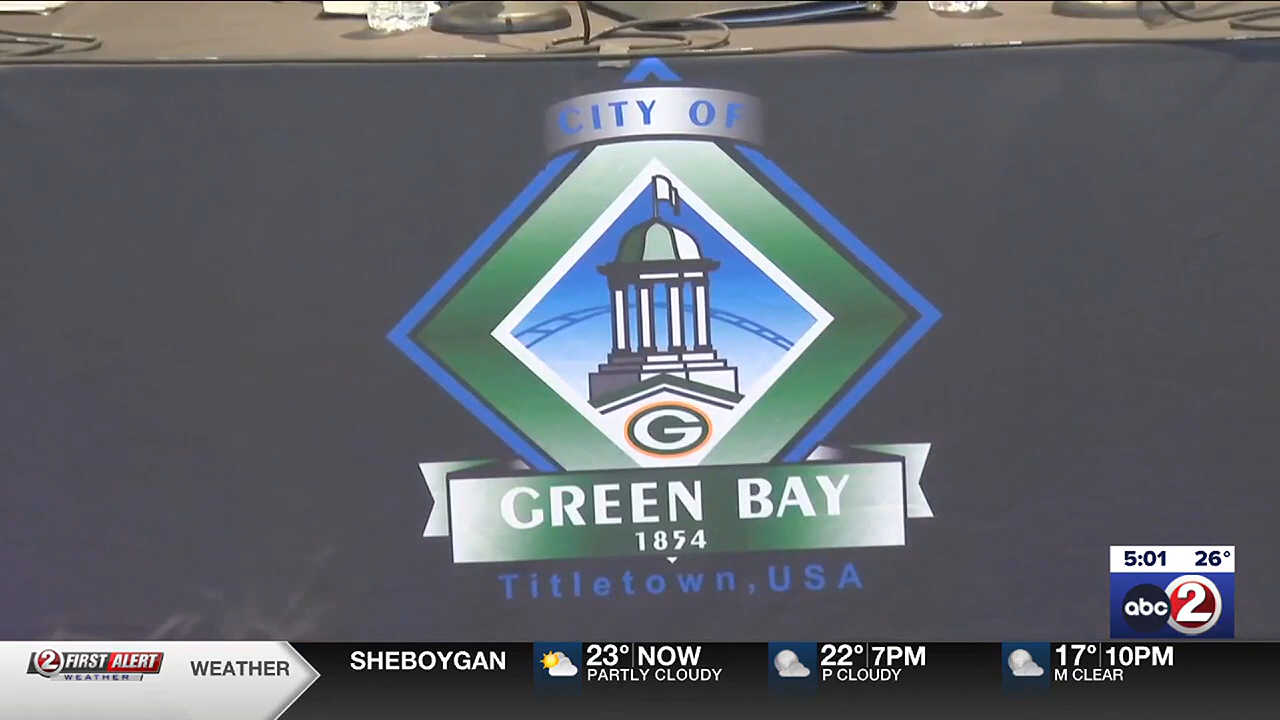 CITY OF
G
GREEN BAY
1854
Titletown, USA
5:01 26°
abc 2
2 FIRST ALERT
WEATHER
WEATHER
SHEBOYGAN
23° NOW
PARTLY CLOUDY
22° 7PM
P CLOUDY
17° 10PM
M CLEAR